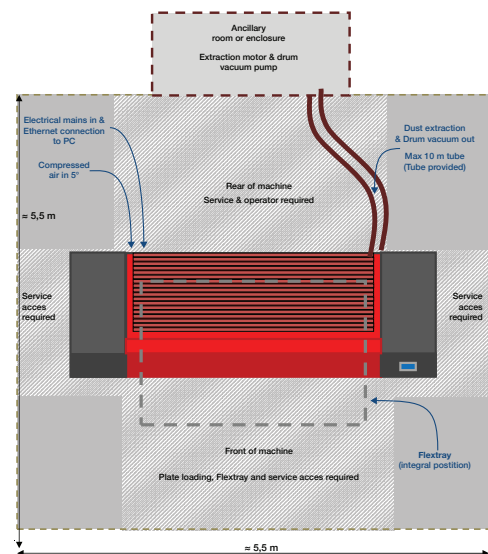 Ancillary
room or enclosure
Extraction motor & drum
vacuum pump
Electrical mains in &
Ethernet connection
to PC
Compressed
air in 5°
Dust extraction
& Drum vacuum out
Max 10 m tube
(Tube provided)
Rear of machine
Service & operator required
≈ 5,5 m
Service
acces
required
Service
acces
required
Front of machine
Plate loading, Flextray and service acces required
Flextray
(integral postition)
≈ 5,5 m